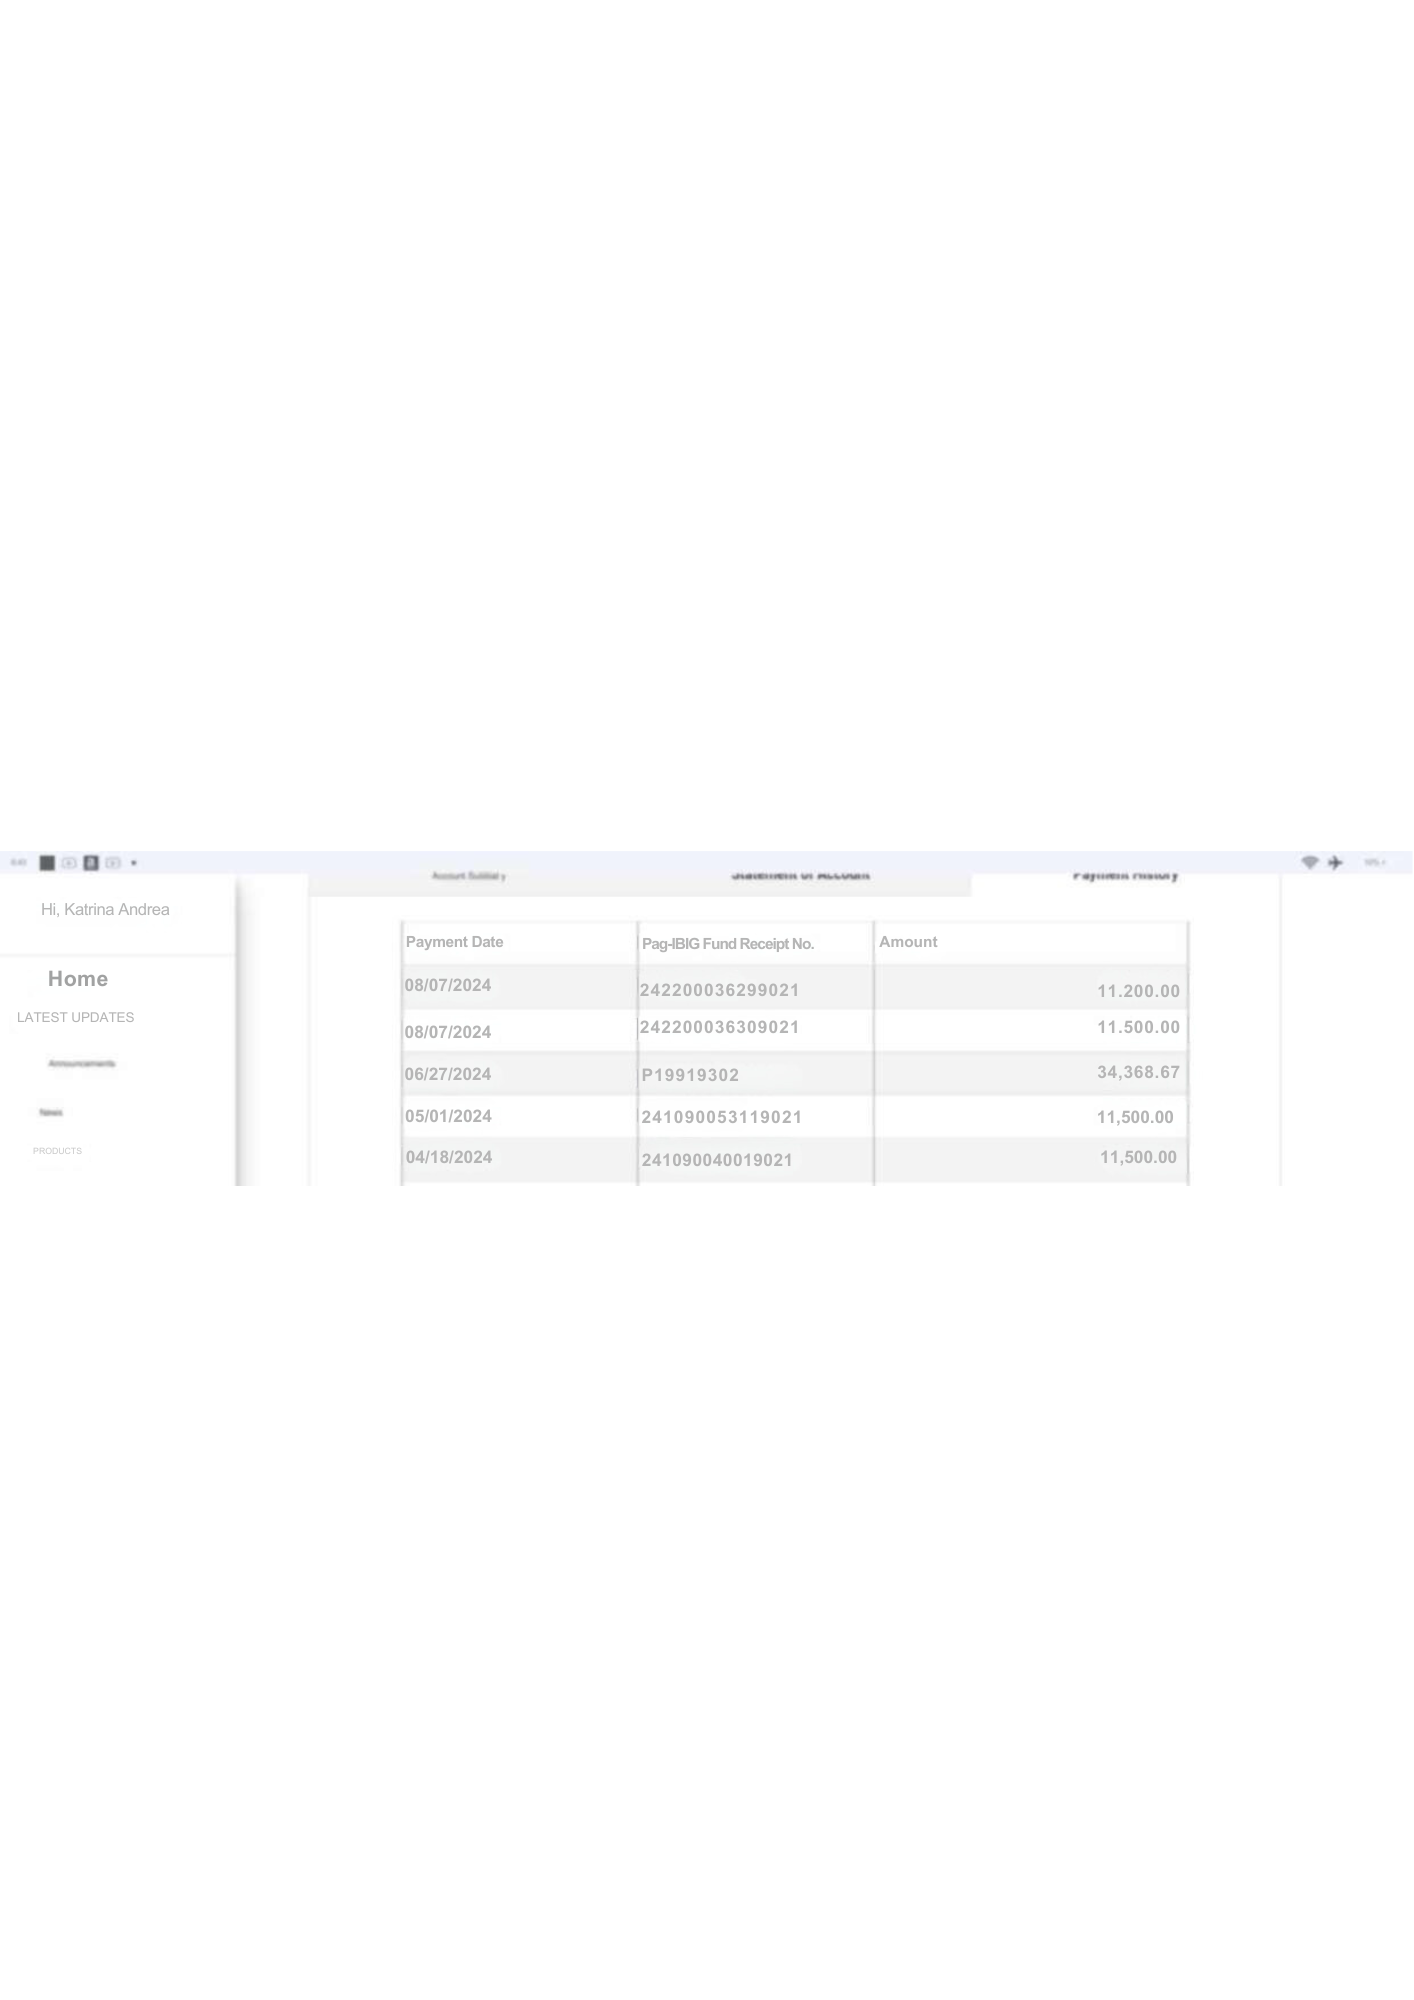 Account Summary Statement of Account Payment History
Hi, Katrina Andrea
Home
LATEST UPDATES
Announcements
News
PRODUCTS
Payment Date Pag-IBIG Fund Receipt No. Amount
08/07/2024 242200036299021 11.200.00
08/07/2024 242200036309021 11.500.00
06/27/2024 P19919302 34,368.67
05/01/2024 241090053119021 11,500.00
04/18/2024 241090040019021 11,500.00